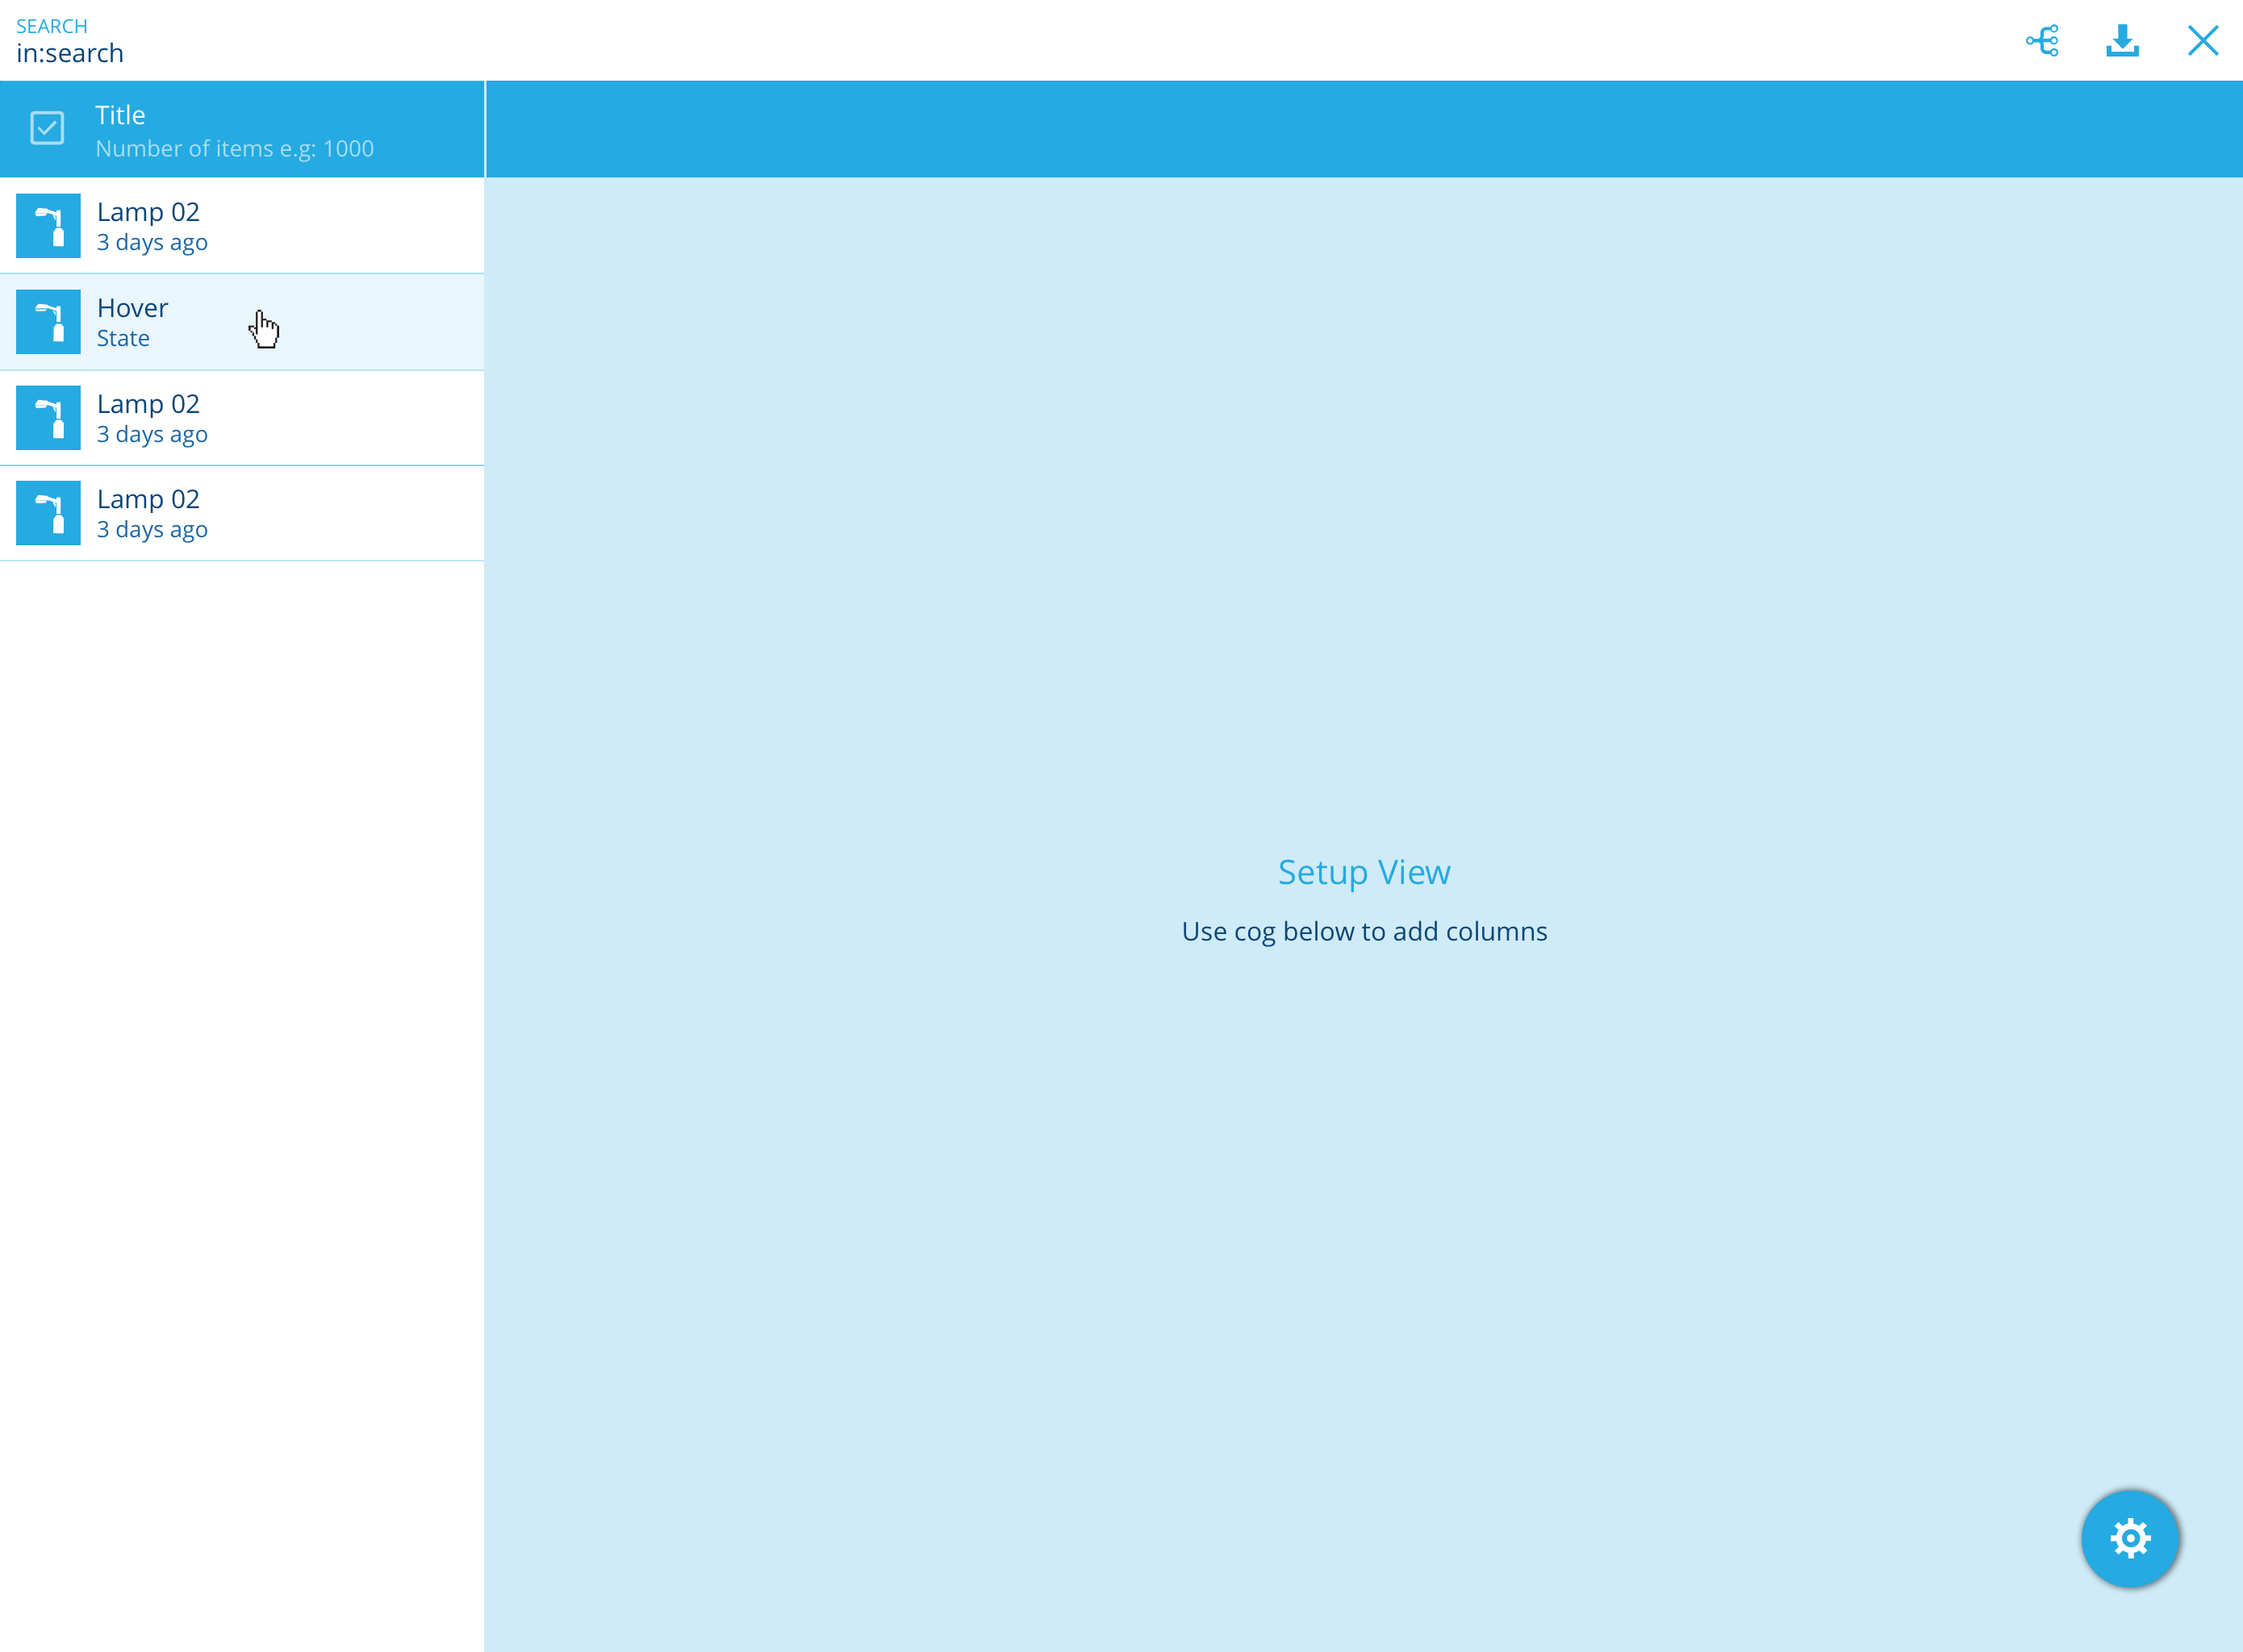 SEARCH
in:search
Title
Number of items e.g: 1000
Lamp 02
3 days ago
Hover
State
Lamp 02
3 days ago
Lamp 02
3 days ago
Setup View
Use cog below to add columns